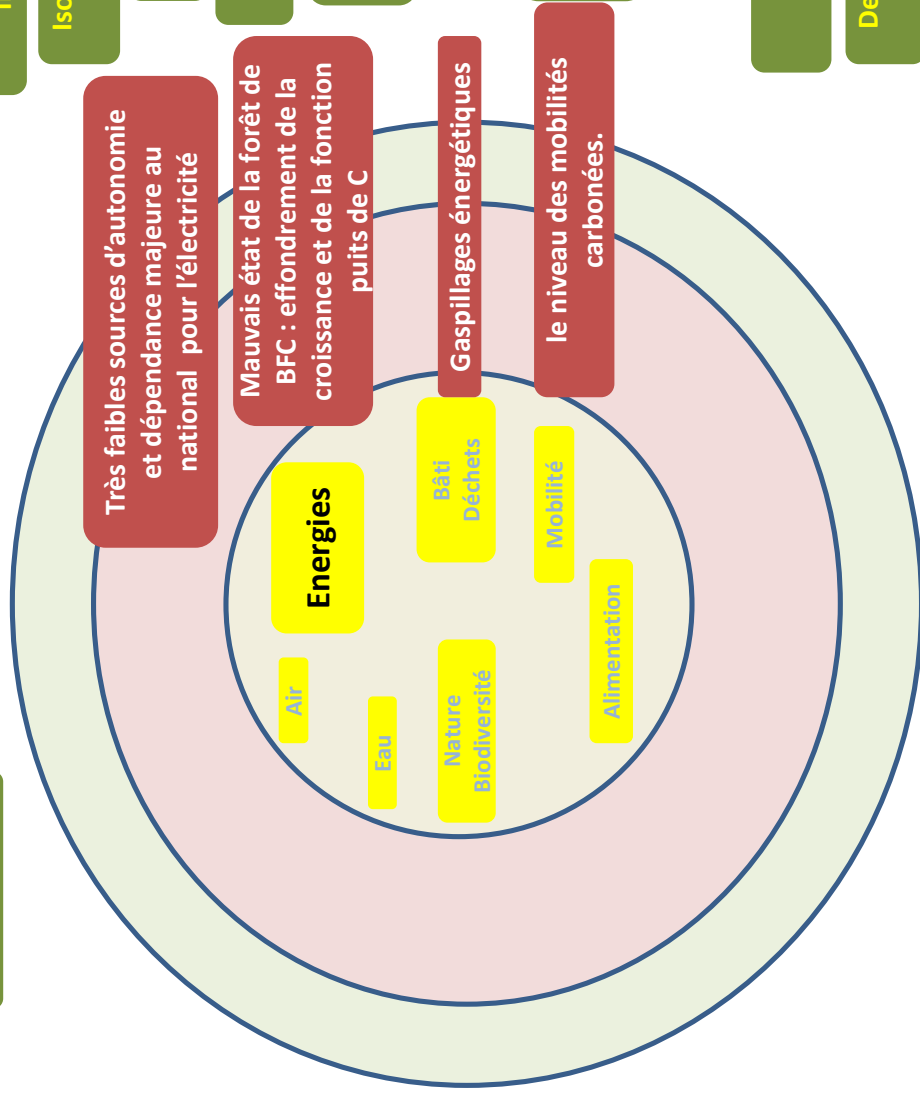 Très faibles sources d’autonomie
et dépendance majeure au
national pour l’électricité
Mauvais état de la forêt de
BFC : effondrement de la
croissance et de la fonction
puits de C
Gaspillages énergétiques
le niveau des mobilités
carbonées.
Energies
Air
Eau
Bâti
Déchets
Nature
Biodiversité
Mobilité
Alimentation